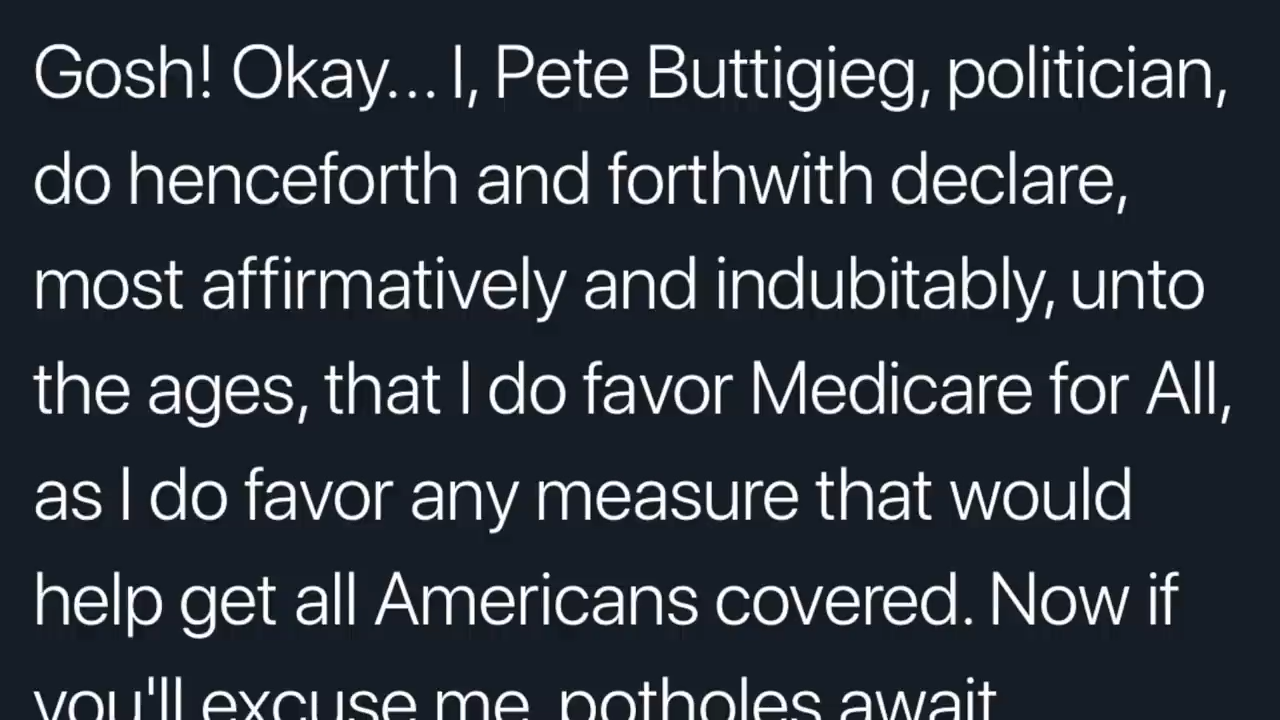 Gosh! Okay... I, Pete Buttigieg, politician,
do henceforth and forthwith declare,
most affirmatively and indubitably, unto
the ages, that I do favor Medicare for All,
as I do favor any measure that would
help get all Americans covered. Now if
you'll excuse me, potholes await